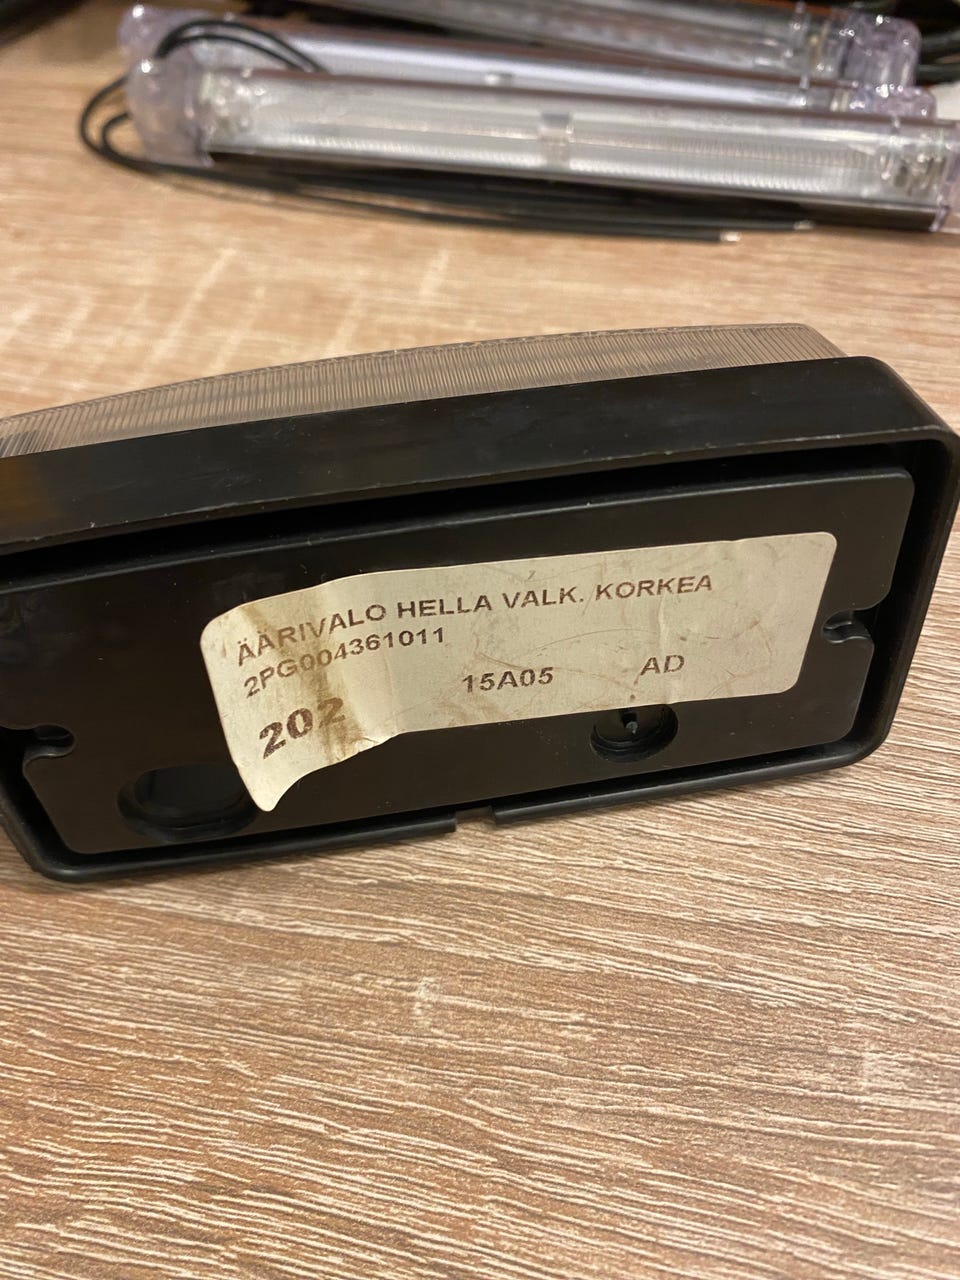 ÄÄRIVALO HELLA VALK. KORKEA
2PG004361011
15A05 AD
202